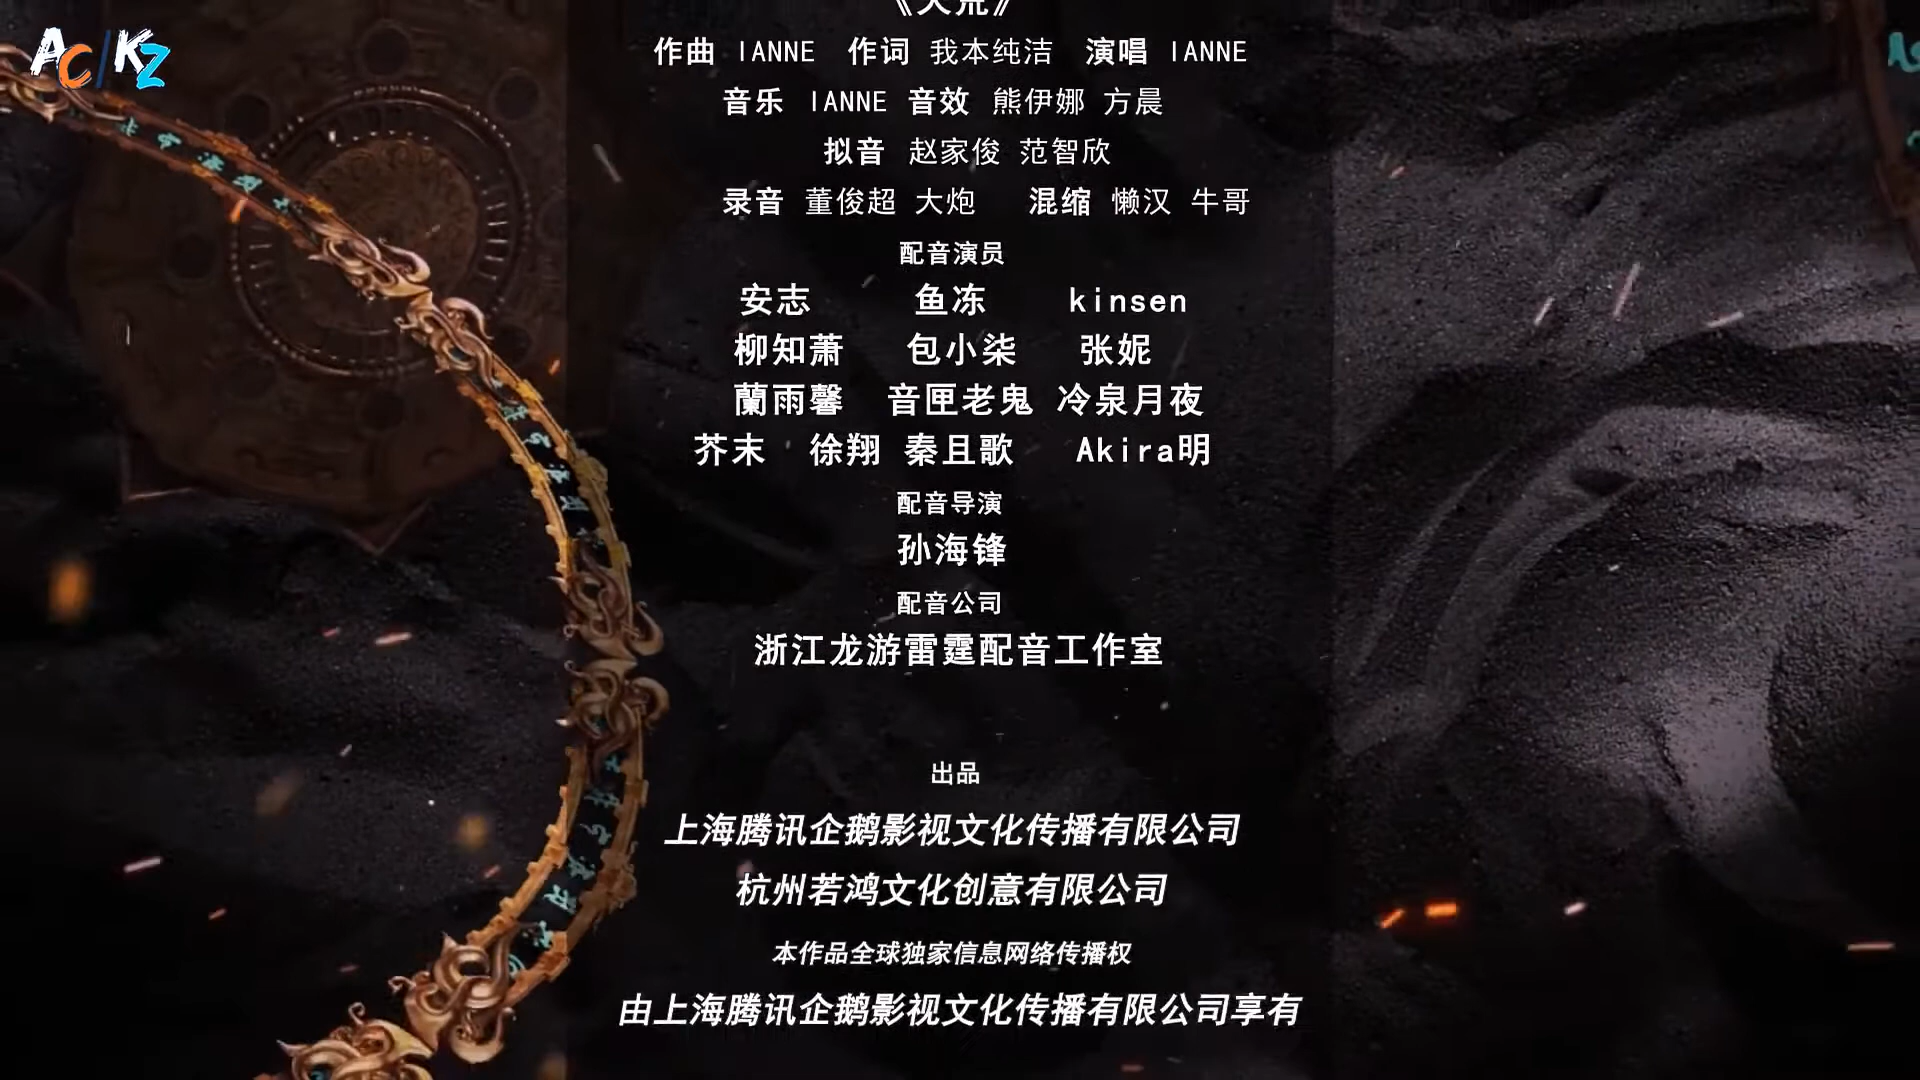 AC/KZ
作曲 IANNE 作词 我本纯洁 演唱 IANNE
音乐 IANNE 音效 熊伊娜 方晨
拟音 赵家俊 范智欣
录音 董俊超 大炮 混缩 懒汉 牛哥
配音演员
安志 鱼冻 kinsen
柳知萧 包小柒 张妮
蘭雨馨 音匣老鬼 冷泉月夜
芥末 徐翔 秦且歌 Akira明
配音导演
孙海锋
配音公司
浙江龙游雷霆配音工作室
出品
上海腾讯企鹅影视文化传播有限公司
杭州若鸿文化创意有限公司
本作品全球独家信息网络传播权
由上海腾讯企鹅影视文化传播有限公司享有